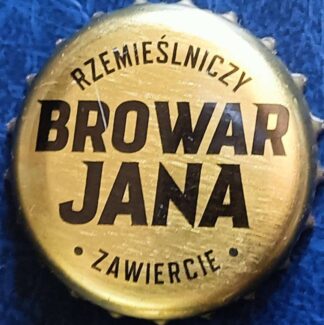 RZEMIEŚLNICZY
BROWAR
JANA
• ZAWIERCIE •